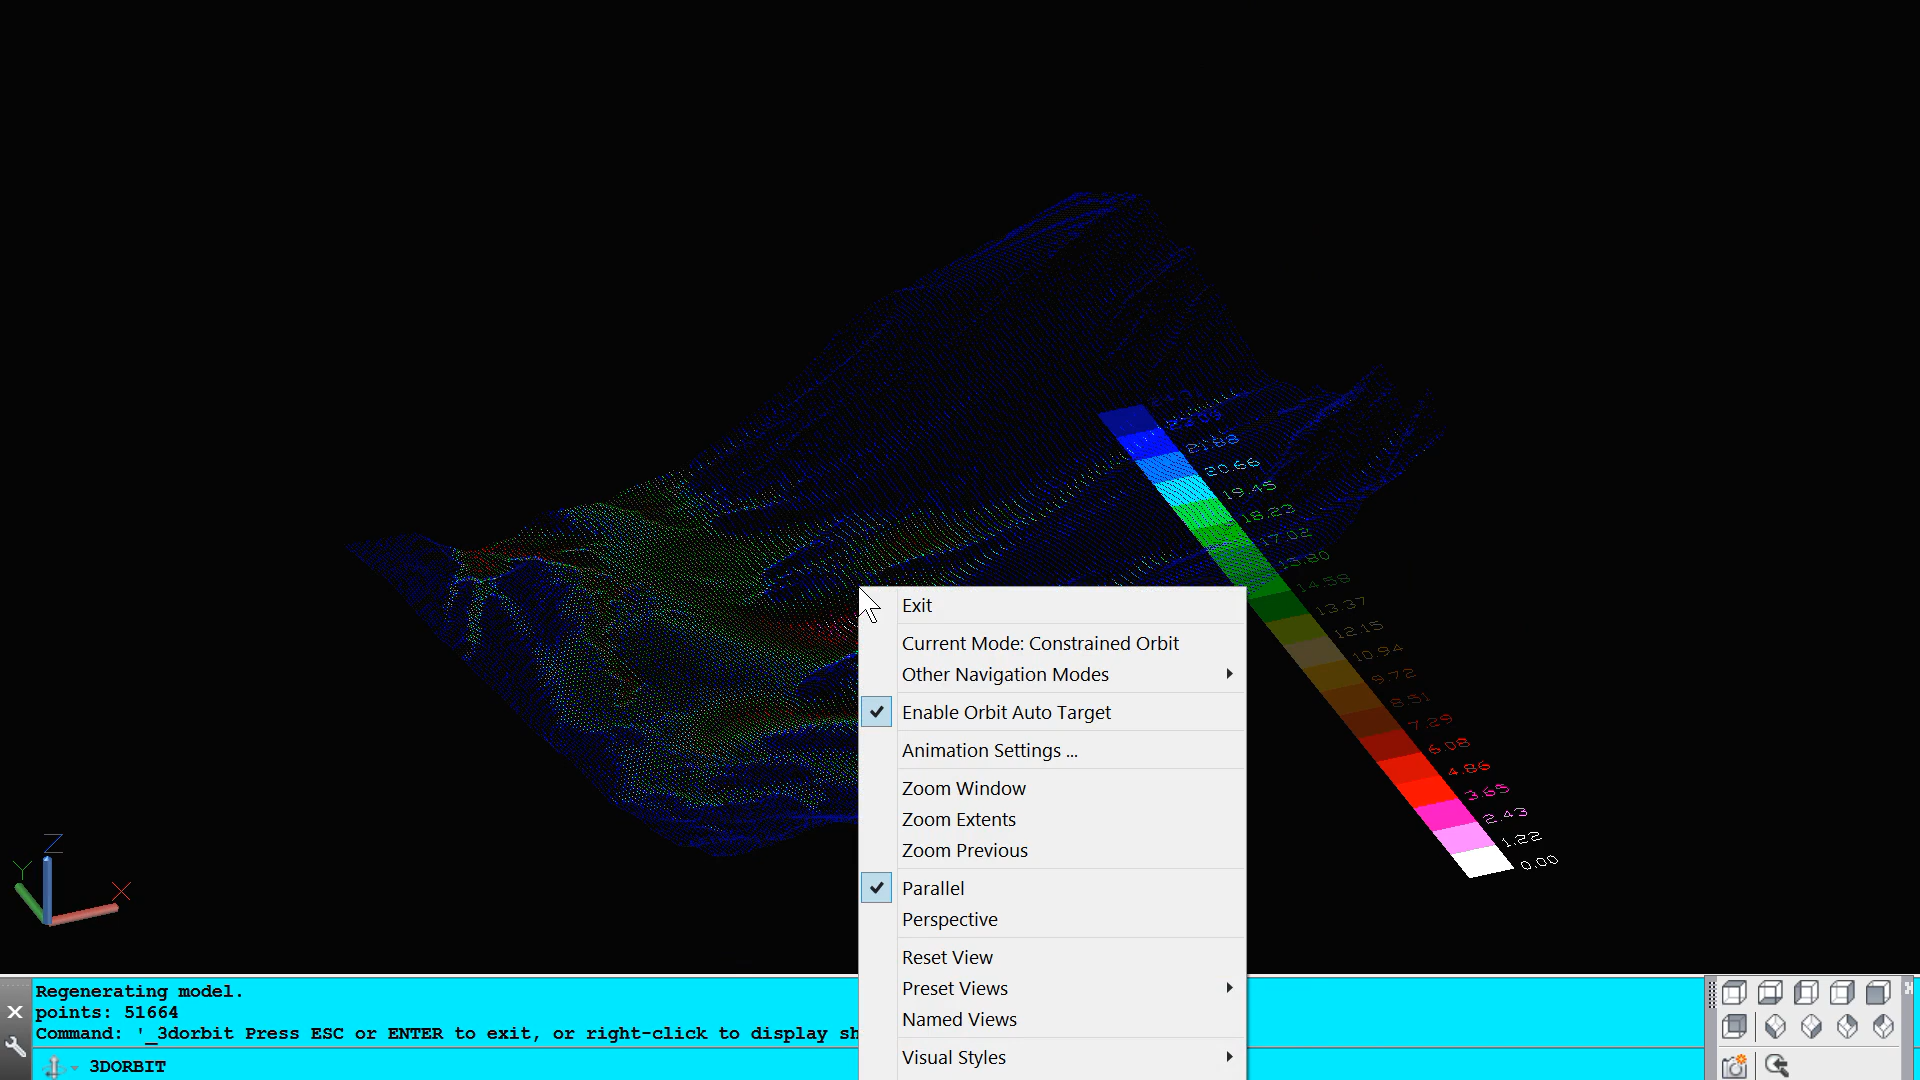 23.09
21.88
20.66
19.45
18.23
17.02
15.80
14.58
13.37
12.15
10.94
9.72
8.51
7.29
6.08
4.86
3.65
2.43
1.22
0.00
Exit
Current Mode: Constrained Orbit
Other Navigation Modes
Enable Orbit Auto Target
Animation Settings ...
Zoom Window
Zoom Extents
Zoom Previous
Parallel
Perspective
Reset View
Preset Views
Named Views
Visual Styles
Z
Y
X
Regenerating model.
points: 51664
Command: '_3dorbit Press ESC or ENTER to exit, or right-click to display sh
3DORBIT